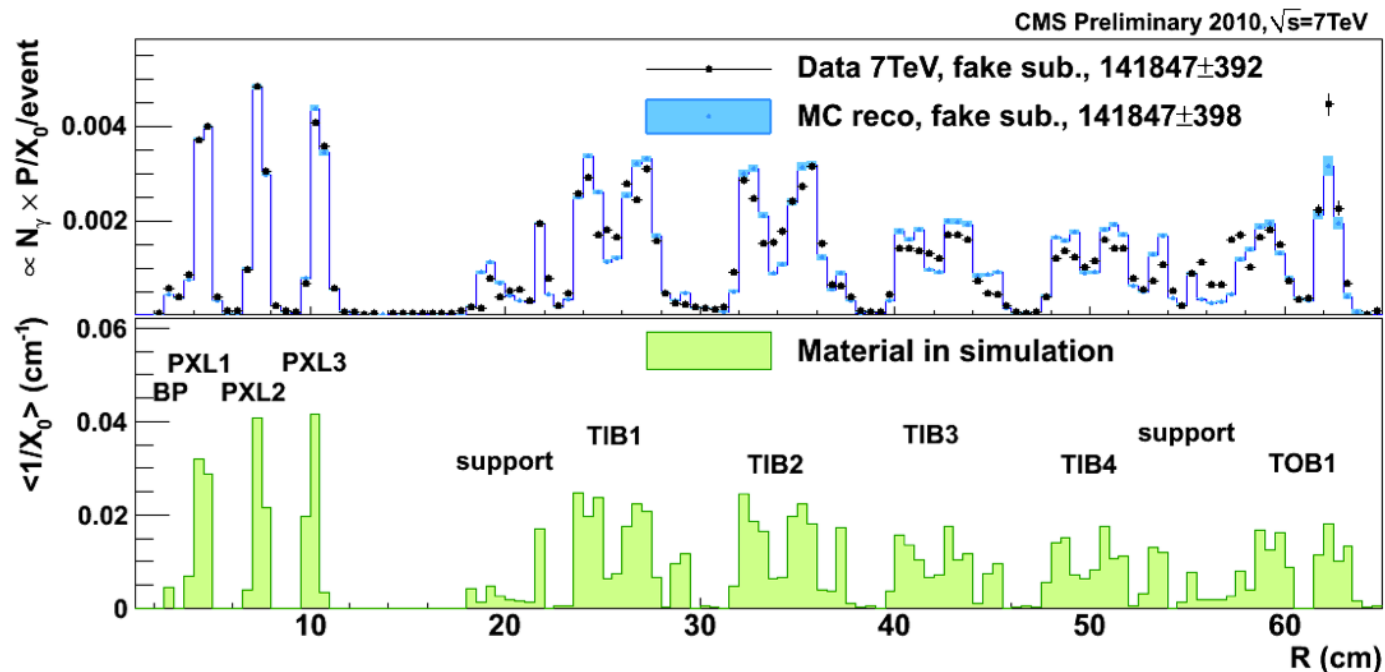 CMS Preliminary 2010, √s=7TeV
∝ Nγ × P/X0/event
0.004
0.002
Data 7TeV, fake sub., 141847±392
MC reco, fake sub., 141847±398
<1/X0> (cm-1)
0.06
0.04
0.02
0
Material in simulation
BP
PXL1
PXL2
PXL3
support
TIB1
TIB2
TIB3
TIB4
support
TOB1
10 20 30 40 50 60
R (cm)